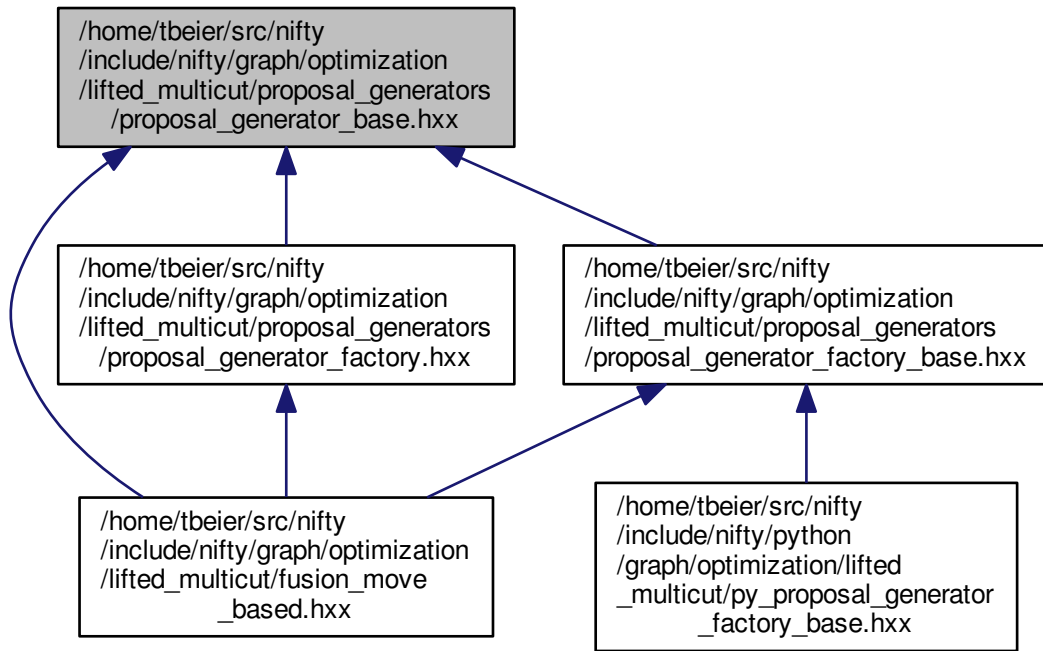 /home/tbeier/src/nifty
/include/nifty/graph/optimization
/lifted_multicut/proposal_generators
/proposal_generator_base.hxx
/home/tbeier/src/nifty
/include/nifty/graph/optimization
/lifted_multicut/proposal_generators
/proposal_generator_factory.hxx
/home/tbeier/src/nifty
/include/nifty/graph/optimization
/lifted_multicut/proposal_generators
/proposal_generator_factory_base.hxx
/home/tbeier/src/nifty
/include/nifty/graph/optimization
/lifted_multicut/fusion_move
_based.hxx
/home/tbeier/src/nifty
/include/nifty/python
/graph/optimization/lifted
_multicut/py_proposal_generator
_factory_base.hxx